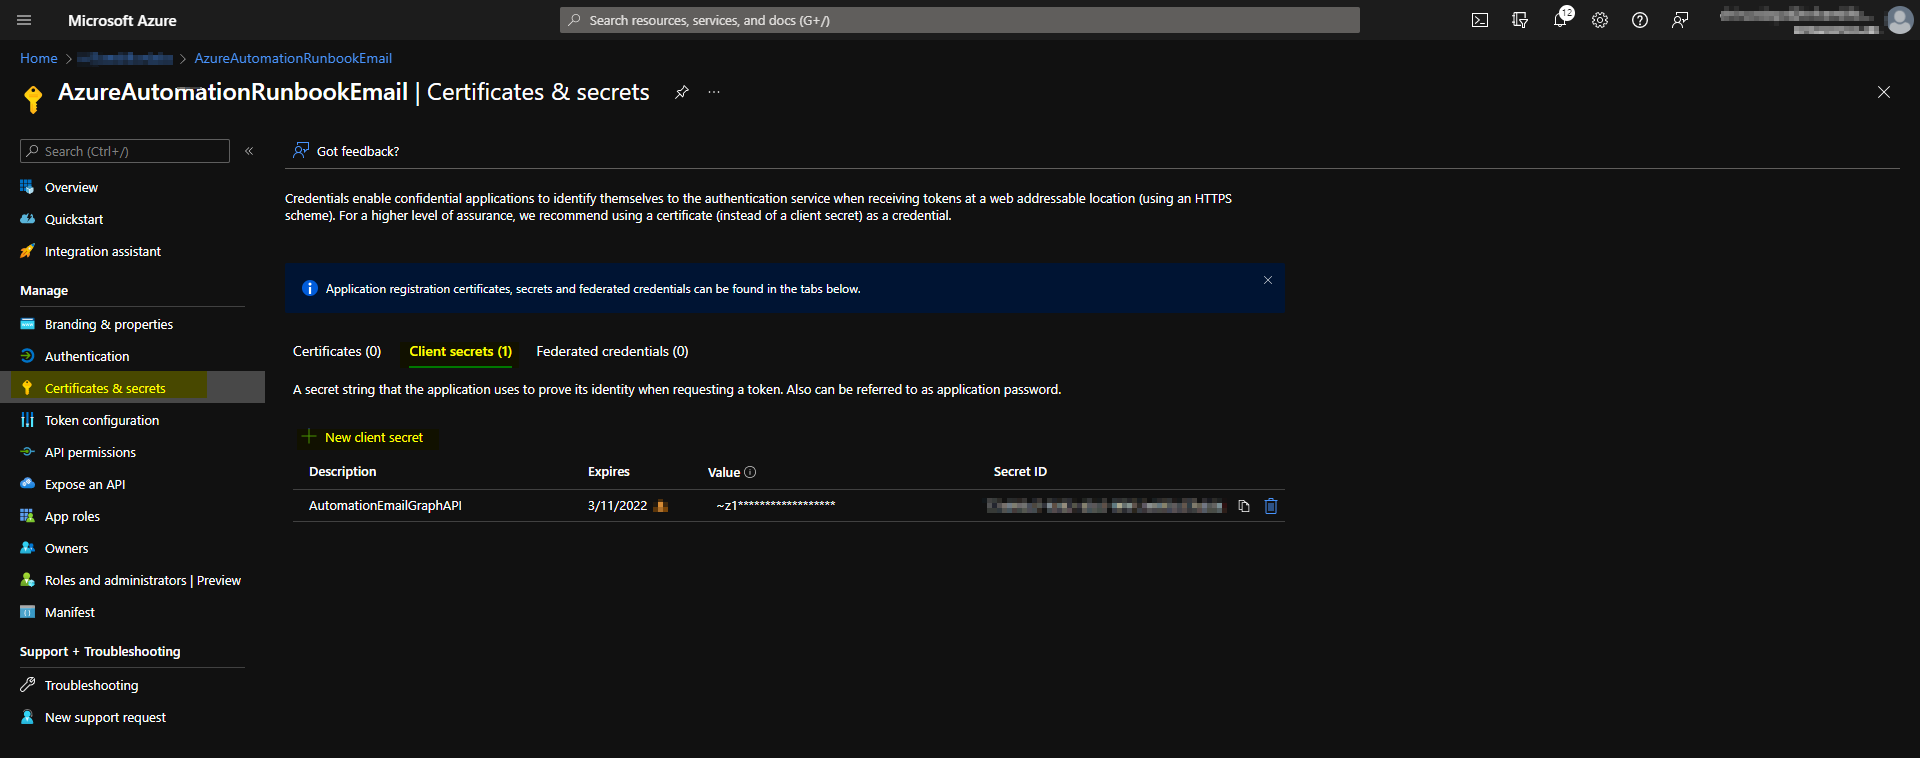 Microsoft Azure
Search resources, services, and docs (G+/)
12
Home > AzureAutomationRunbookEmail
AzureAutomationRunbookEmail | Certificates & secrets
Search (Ctrl+/)
Overview
Quickstart
Integration assistant
Manage
Branding & properties
Authentication
Certificates & secrets
Token configuration
API permissions
Expose an API
App roles
Owners
Roles and administrators | Preview
Manifest
Support + Troubleshooting
Troubleshooting
New support request
Got feedback?
Credentials enable confidential applications to identify themselves to the authentication service when receiving tokens at a web addressable location (using an HTTPS
scheme). For a higher level of assurance, we recommend using a certificate (instead of a client secret) as a credential.
Application registration certificates, secrets and federated credentials can be found in the tabs below.
Certificates (0) Client secrets (1) Federated credentials (0)
A secret string that the application uses to prove its identity when requesting a token. Also can be referred to as application password.
New client secret
Description Expires Value Secret ID
AutomationEmailGraphAPI 3/11/2022 ~z1******************